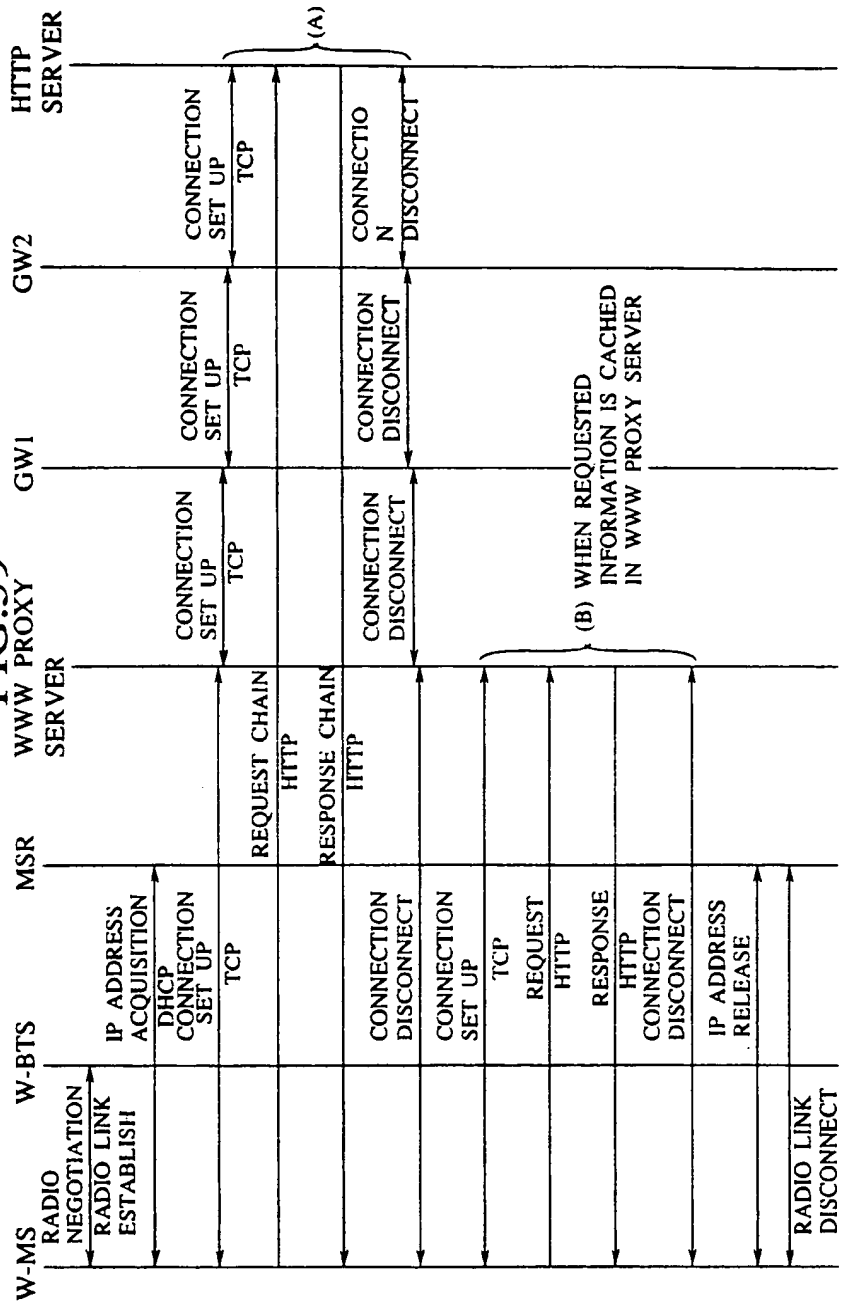 WWW PROXY
SERVER
HTTP
SERVER
W-MS
W-BTS
MSR
GW1
GW2
RADIO
NEGOTIATION
RADIO LINK
ESTABLISH
IP ADDRESS
ACQUISITION
DHCP
CONNECTION
SET UP
TCP
CONNECTION
SET UP
TCP
CONNECTION
SET UP
TCP
CONNECTION
SET UP
TCP
REQUEST CHAIN
HTTP
RESPONSE CHAIN
HTTP
(A)
CONNECTION
DISCONNECT
CONNECTION
DISCONNECT
CONNECTION
DISCONNECT
CONNECTIO
N
DISCONNECT
CONNECTION
SET UP
TCP
REQUEST
HTTP
RESPONSE
HTTP
CONNECTION
DISCONNECT
(B) WHEN REQUESTED
INFORMATION IS CACHED
IN WWW PROXY SERVER
IP ADDRESS
RELEASE
RADIO LINK
DISCONNECT